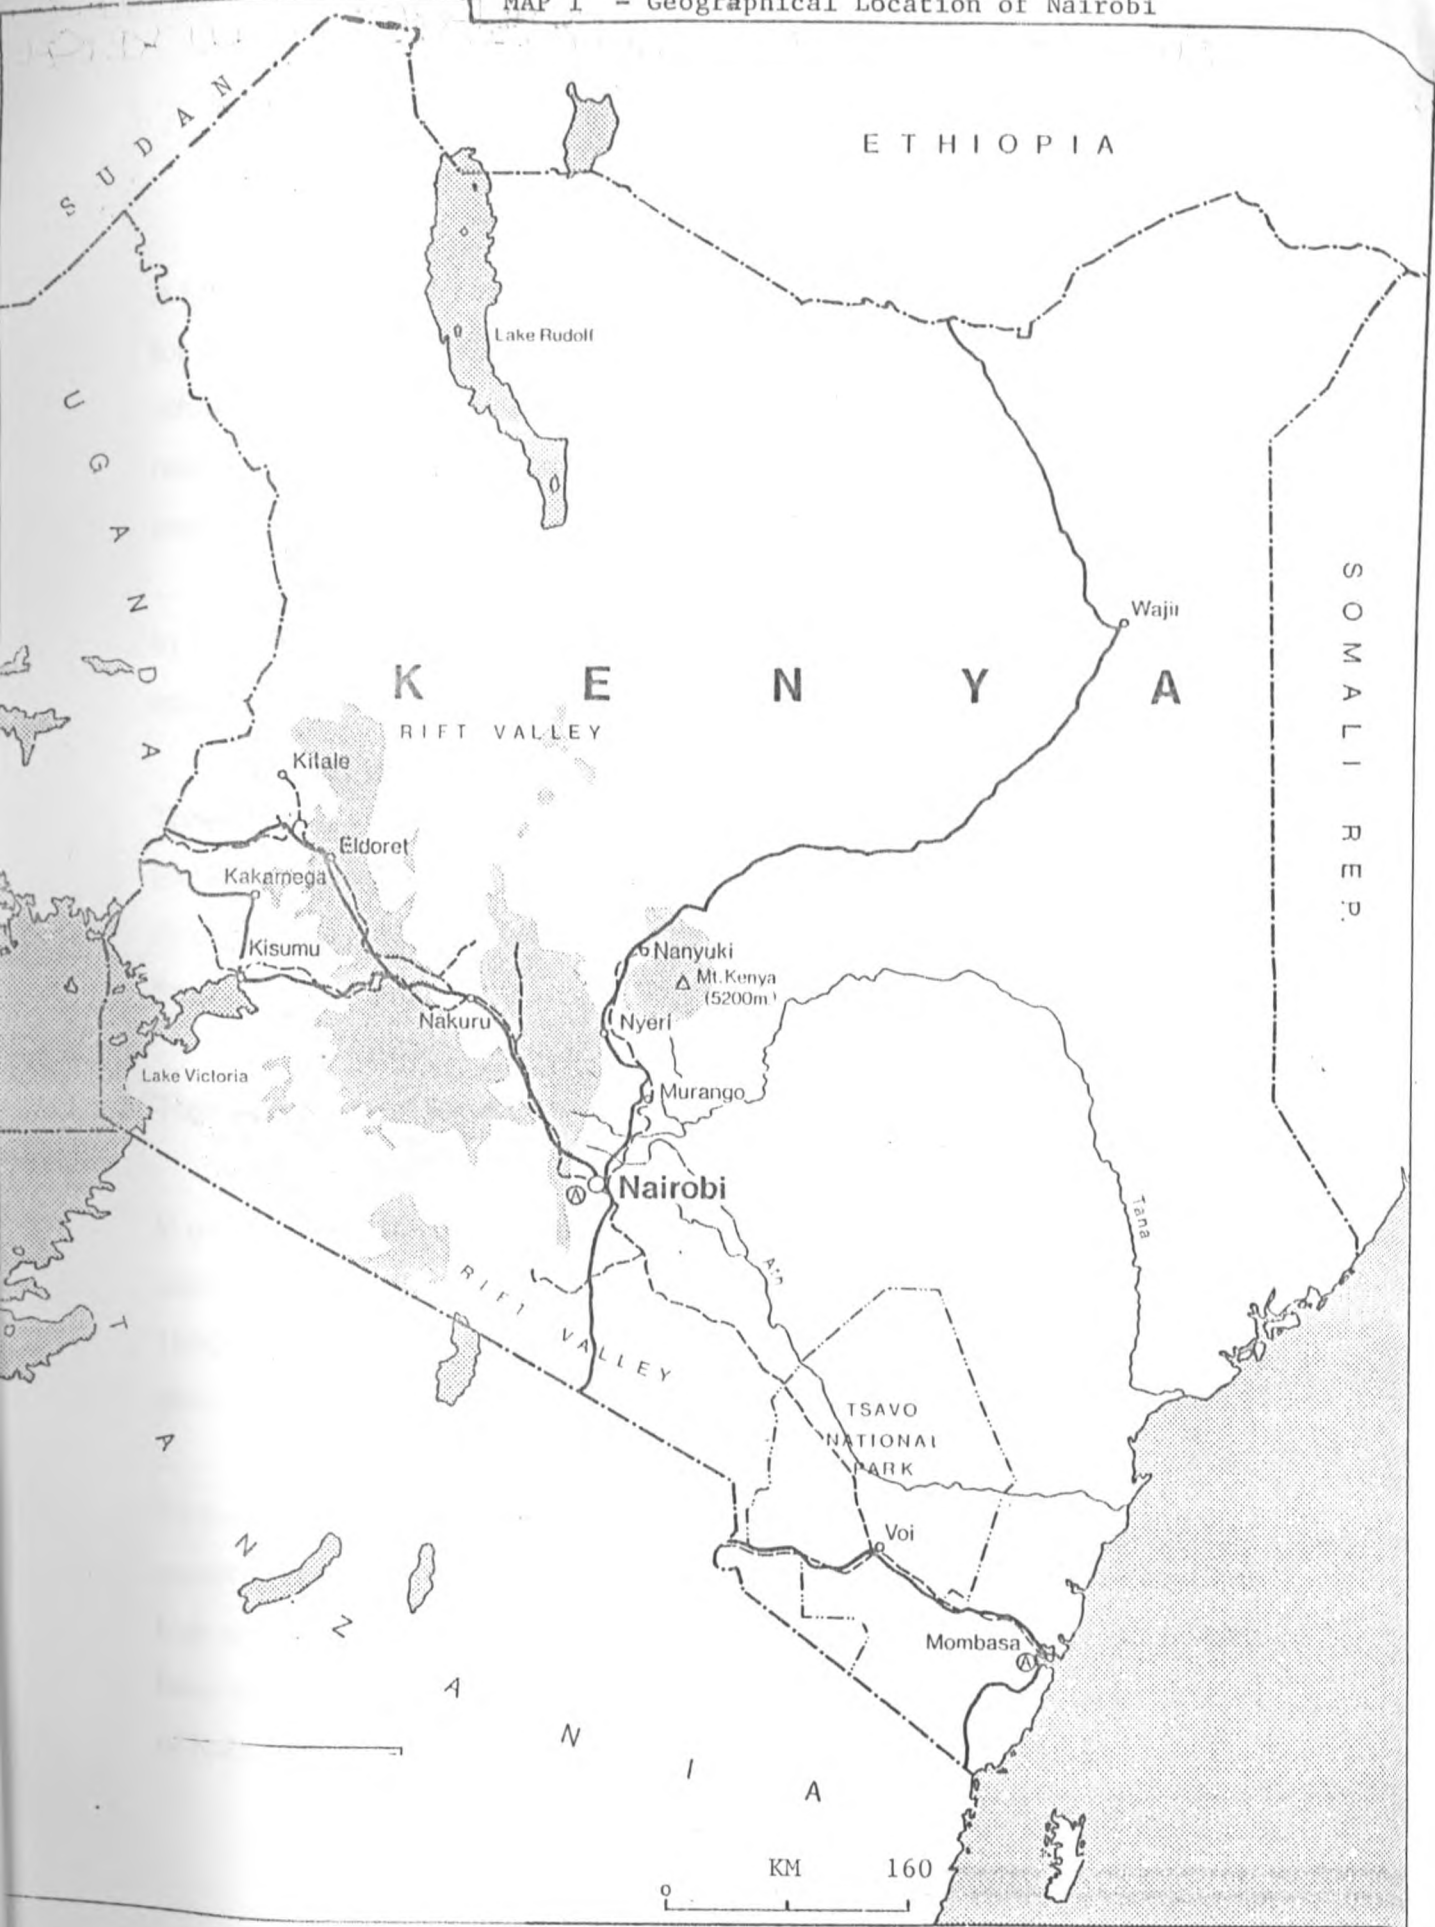 MAP 1 - Geographical Location of Nairobi
SUDAN
ETHIOPIA
Lake Rudolf
UGANDA
SOMALI REP.
Wajir
KENYA
RIFT VALLEY
Kitale
Eldoret
Kakamega
Kisumu
Nanyuki
Mt. Kenya
(5200m)
Nakuru
Nyeri
Lake Victoria
Murango
A
Nairobi
Tana
RIFT VALLEY
TSAVO
NATIONAL
PARK
Voi
Mombasa
A
TANZANIA
KM 160
0